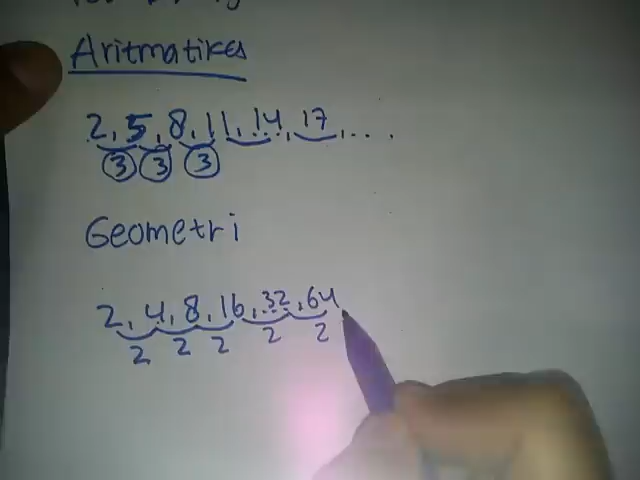 Aritmatikes
2, 5, 8, 11, 14, 17, ...
3 3 3
Geometri
2, 4, 8, 16, 32, 64
2 2 2 2 2